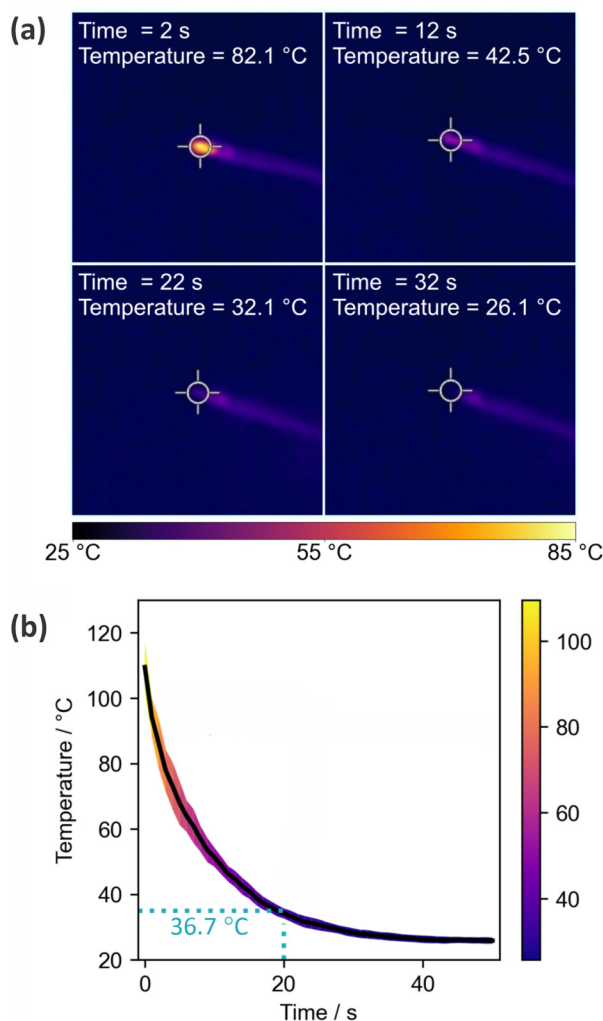 (a)
Time = 2 s
Temperature = 82.1 °C
Time = 12 s
Temperature = 42.5 °C
Time = 22 s
Temperature = 32.1 °C
Time = 32 s
Temperature = 26.1 °C
25 °C
55 °C
85 °C
(b)
120
100
80
60
40
20
Temperature / °C
36.7 °C
0
20
40
Time / s
100
80
60
40